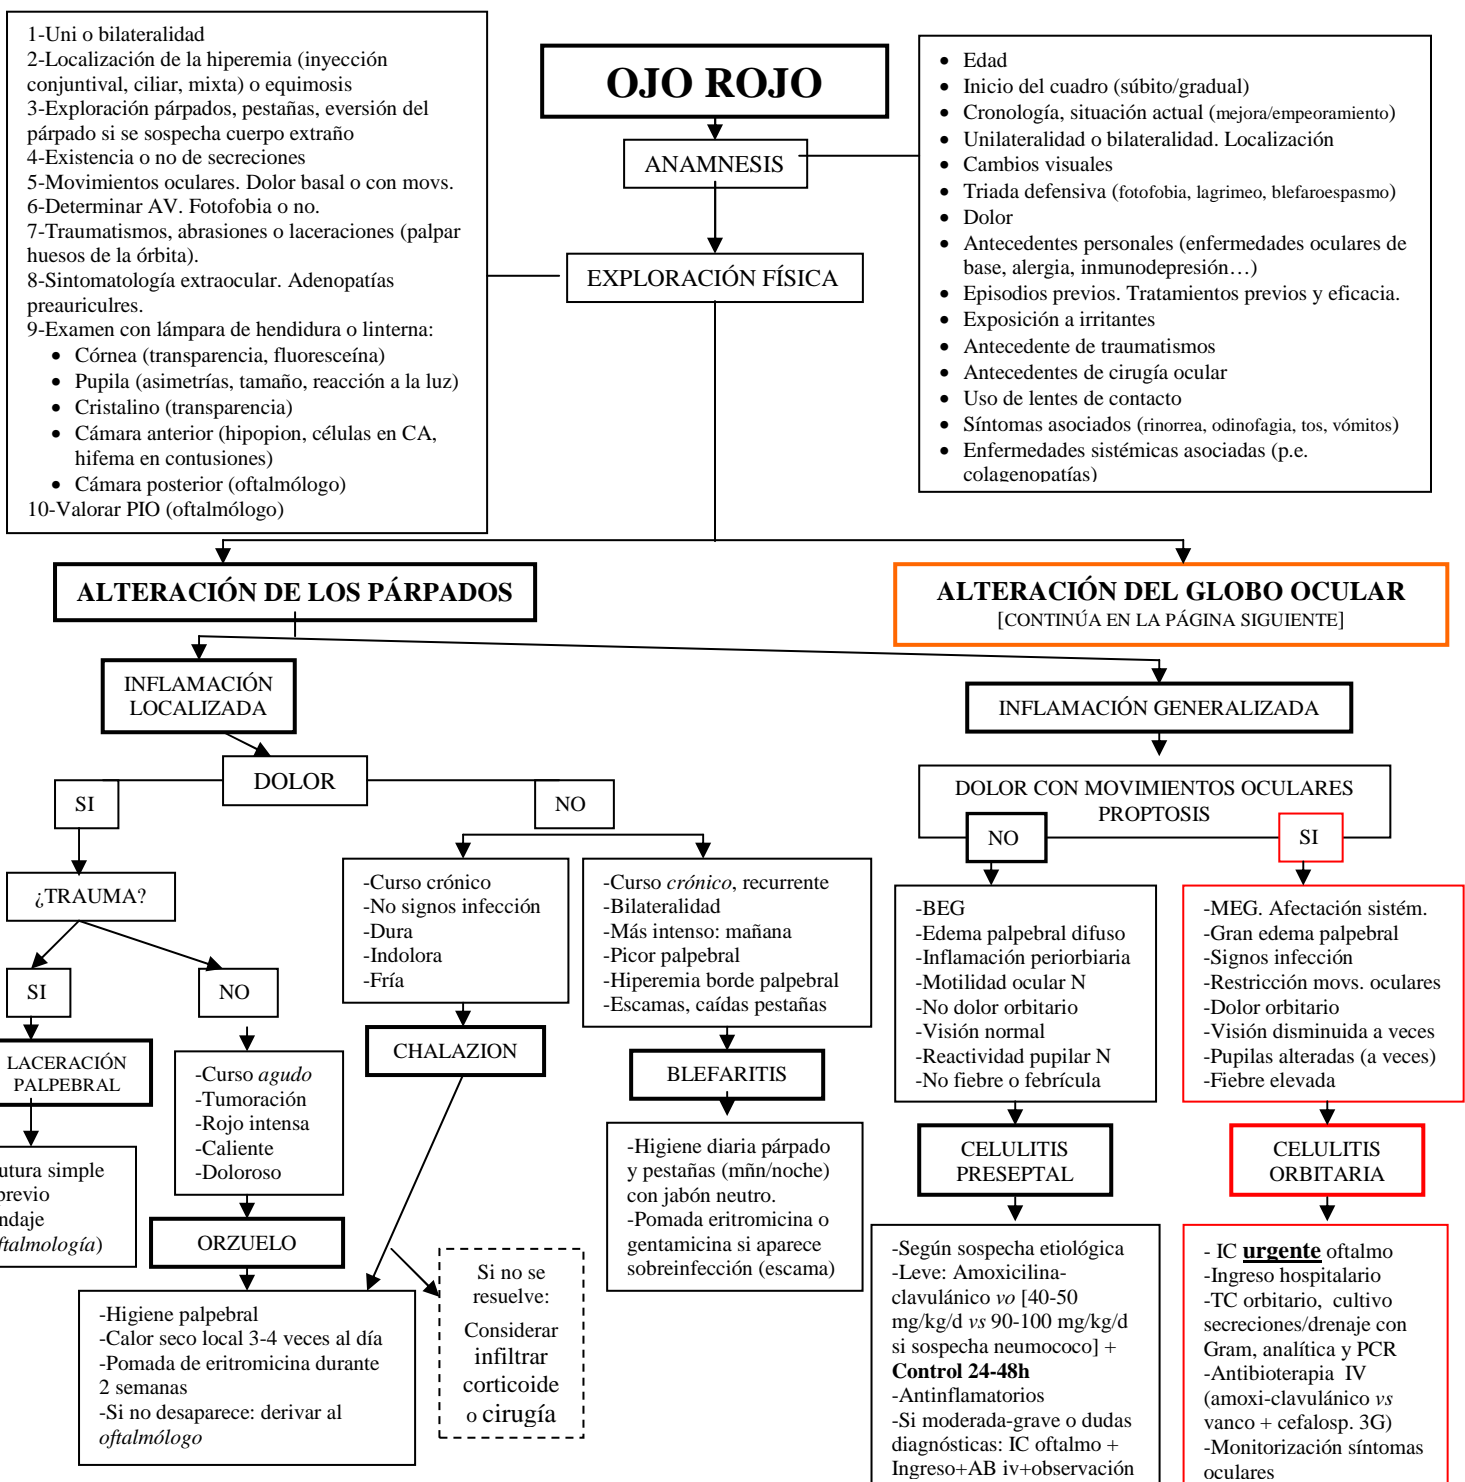 1-Uni o bilateralidad
2-Localización de la hiperemia (inyección
conjuntival, ciliar, mixta) o equimosis
3-Exploración párpados, pestañas, eversión del
párpado si se sospecha cuerpo extraño
4-Existencia o no de secreciones
5-Movimientos oculares. Dolor basal o con movs.
6-Determinar AV. Fotofobia o no.
7-Traumatismos, abrasiones o laceraciones (palpar
huesos de la órbita).
8-Sintomatología extraocular. Adenopatías
preauriculres.
9-Examen con lámpara de hendidura o linterna:
• Córnea (transparencia, fluoresceína)
• Pupila (asimetrías, tamaño, reacción a la luz)
• Cristalino (transparencia)
• Cámara anterior (hipopion, células en CA,
hifema en contusiones)
• Cámara posterior (oftalmólogo)
10-Valorar PIO (oftalmólogo)
OJO ROJO
ANAMNESIS
EXPLORACIÓN FÍSICA
• Edad
• Inicio del cuadro (súbito/gradual)
• Cronología, situación actual (mejora/empeoramiento)
• Unilateralidad o bilateralidad. Localización
• Cambios visuales
• Triada defensiva (fotofobia, lagrimeo, blefaroespasmo)
• Dolor
• Antecedentes personales (enfermedades oculares de
base, alergia, inmunodepresión…)
• Episodios previos. Tratamientos previos y eficacia.
• Exposición a irritantes
• Antecedente de traumatismos
• Antecedentes de cirugía ocular
• Uso de lentes de contacto
• Síntomas asociados (rinorrea, odinofagia, tos, vómitos)
• Enfermedades sistémicas asociadas (p.e.
colagenopatías)
ALTERACIÓN DE LOS PÁRPADOS
ALTERACIÓN DEL GLOBO OCULAR
[CONTINÚA EN LA PÁGINA SIGUIENTE]
INFLAMACIÓN
LOCALIZADA
INFLAMACIÓN GENERALIZADA
DOLOR
SI
NO
DOLOR CON MOVIMIENTOS OCULARES
PROPTOSIS
NO
SI
¿TRAUMA?
SI
NO
-Curso crónico
-No signos infección
-Dura
-Indolora
-Fría
-Curso crónico, recurrente
-Bilateralidad
-Más intenso: mañana
-Picor palpebral
-Hiperemia borde palpebral
-Escamas, caídas pestañas
-BEG
-Edema palpebral difuso
-Inflamación periorbiaria
-Motilidad ocular N
-No dolor orbitario
-Visión normal
-Reactividad pupilar N
-No fiebre o febrícula
-MEG. Afectación sistém.
-Gran edema palpebral
-Signos infección
-Restricción movs. oculares
-Dolor orbitario
-Visión disminuida a veces
-Pupilas alteradas (a veces)
-Fiebre elevada
LACERACIÓN
PALPEBRAL
-Curso agudo
-Tumoración
-Rojo intensa
-Caliente
-Doloroso
CHALAZION
BLEFARITIS
CELULITIS
PRESEPTAL
CELULITIS
ORBITARIA
utura simple
previo
ndaje
ftalmología)
ORZUELO
-Higiene palpebral
-Calor seco local 3-4 veces al día
-Pomada de eritromicina durante
2 semanas
-Si no desaparece: derivar al
oftalmólogo
Si no se
resuelve:
Considerar
infiltrar
corticoide
o cirugía
-Higiene diaria párpado
y pestañas (mñn/noche)
con jabón neutro.
-Pomada eritromicina o
gentamicina si aparece
sobreinfección (escama)
-Según sospecha etiológica
-Leve: Amoxicilina-
clavulánico vo [40-50
mg/kg/d vs 90-100 mg/kg/d
si sospecha neumococo] +
Control 24-48h
-Antinflamatorios
-Si moderada-grave o dudas
diagnósticas: IC oftalmo +
Ingreso+AB iv+observación
- IC urgente oftalmo
-Ingreso hospitalario
-TC orbitario, cultivo
secreciones/drenaje con
Gram, analítica y PCR
-Antibioterapia IV
(amoxi-clavulánico vs
vanco + cefalosp. 3G)
-Monitorización síntomas
oculares